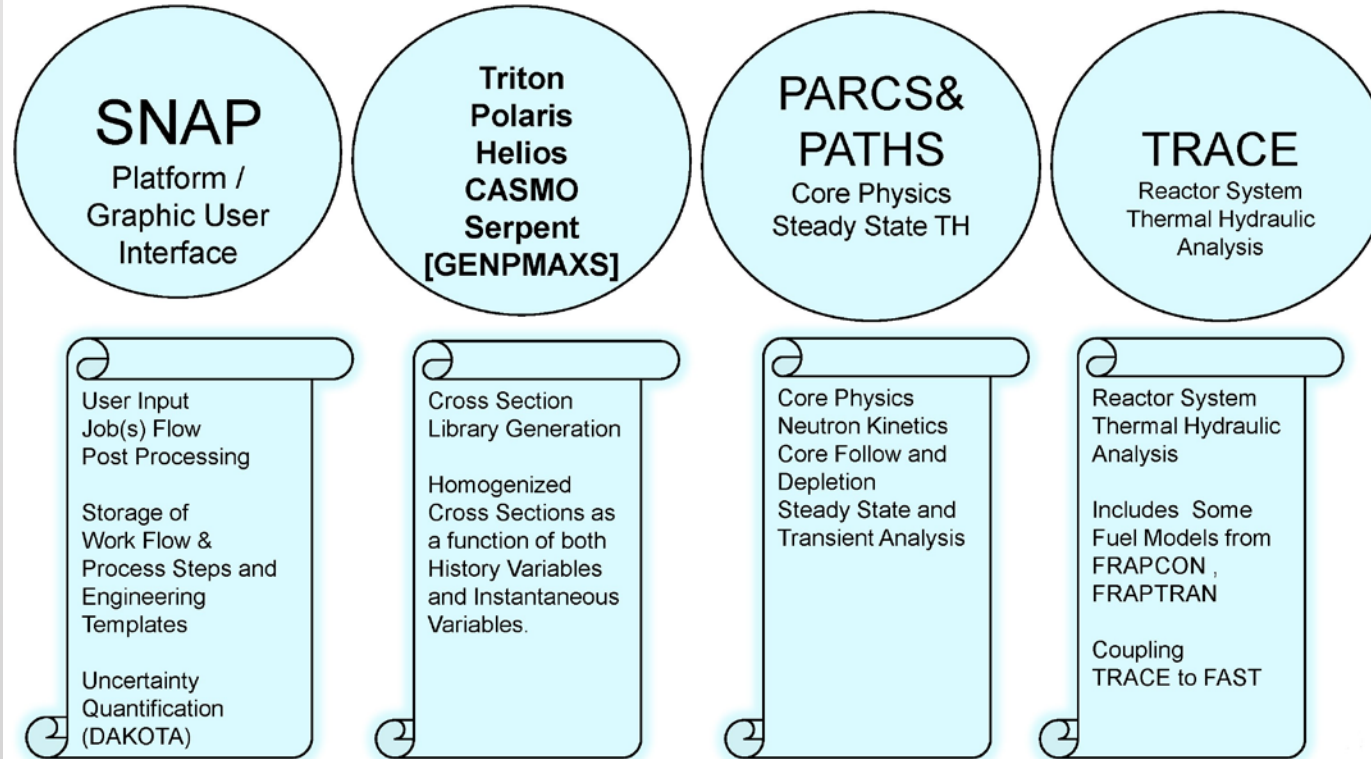 SNAP
Platform /
Graphic User
Interface
Triton
Polaris
Helios
CASMO
Serpent
[GENPMAXS]
PARCS&
PATHS
Core Physics
Steady State TH
TRACE
Reactor System
Thermal Hydraulic
Analysis
User Input
Job(s) Flow
Post Processing
Storage of
Work Flow &
Process Steps and
Engineering
Templates
Uncertainty
Quantification
(DAKOTA)
Cross Section
Library Generation
Homogenized
Cross Sections as
a function of both
History Variables
and Instantaneous
Variables.
Core Physics
Neutron Kinetics
Core Follow and
Depletion
Steady State and
Transient Analysis
Reactor System
Thermal Hydraulic
Analysis
Includes Some
Fuel Models from
FRAPCON ,
FRAPTRAN
Coupling
TRACE to FAST